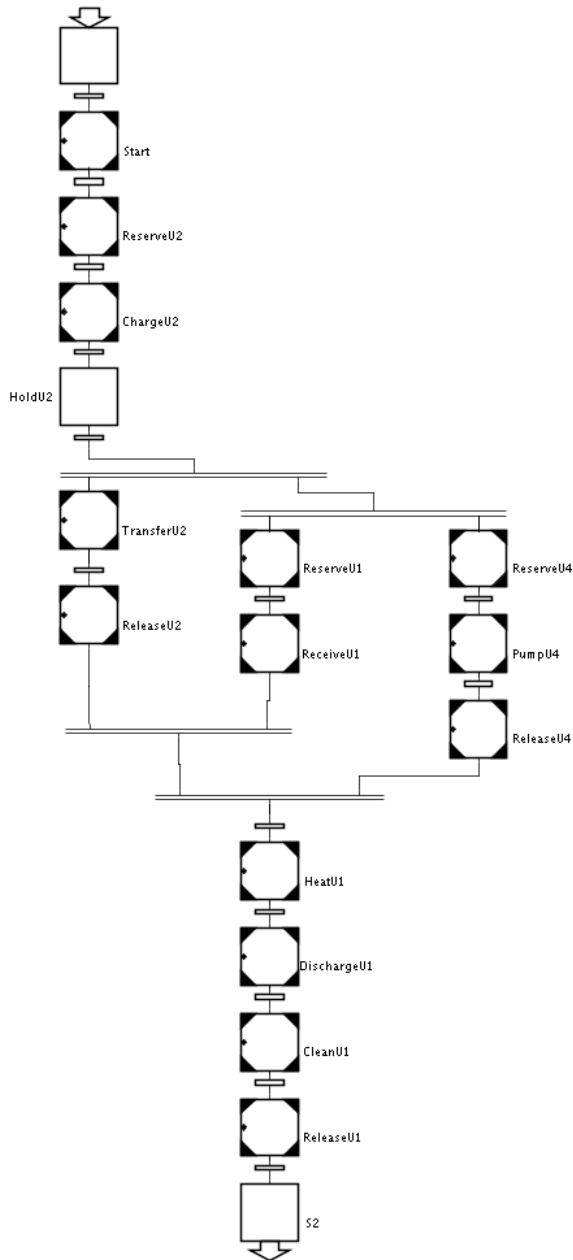 Start
ReserveU2
ChargeU2
HoldU2
TransferU2
ReserveU1
ReserveU4
ReleaseU2
ReceiveU1
PumpU4
ReleaseU4
HeatU1
DischargeU1
CleanU1
ReleaseU1
S2